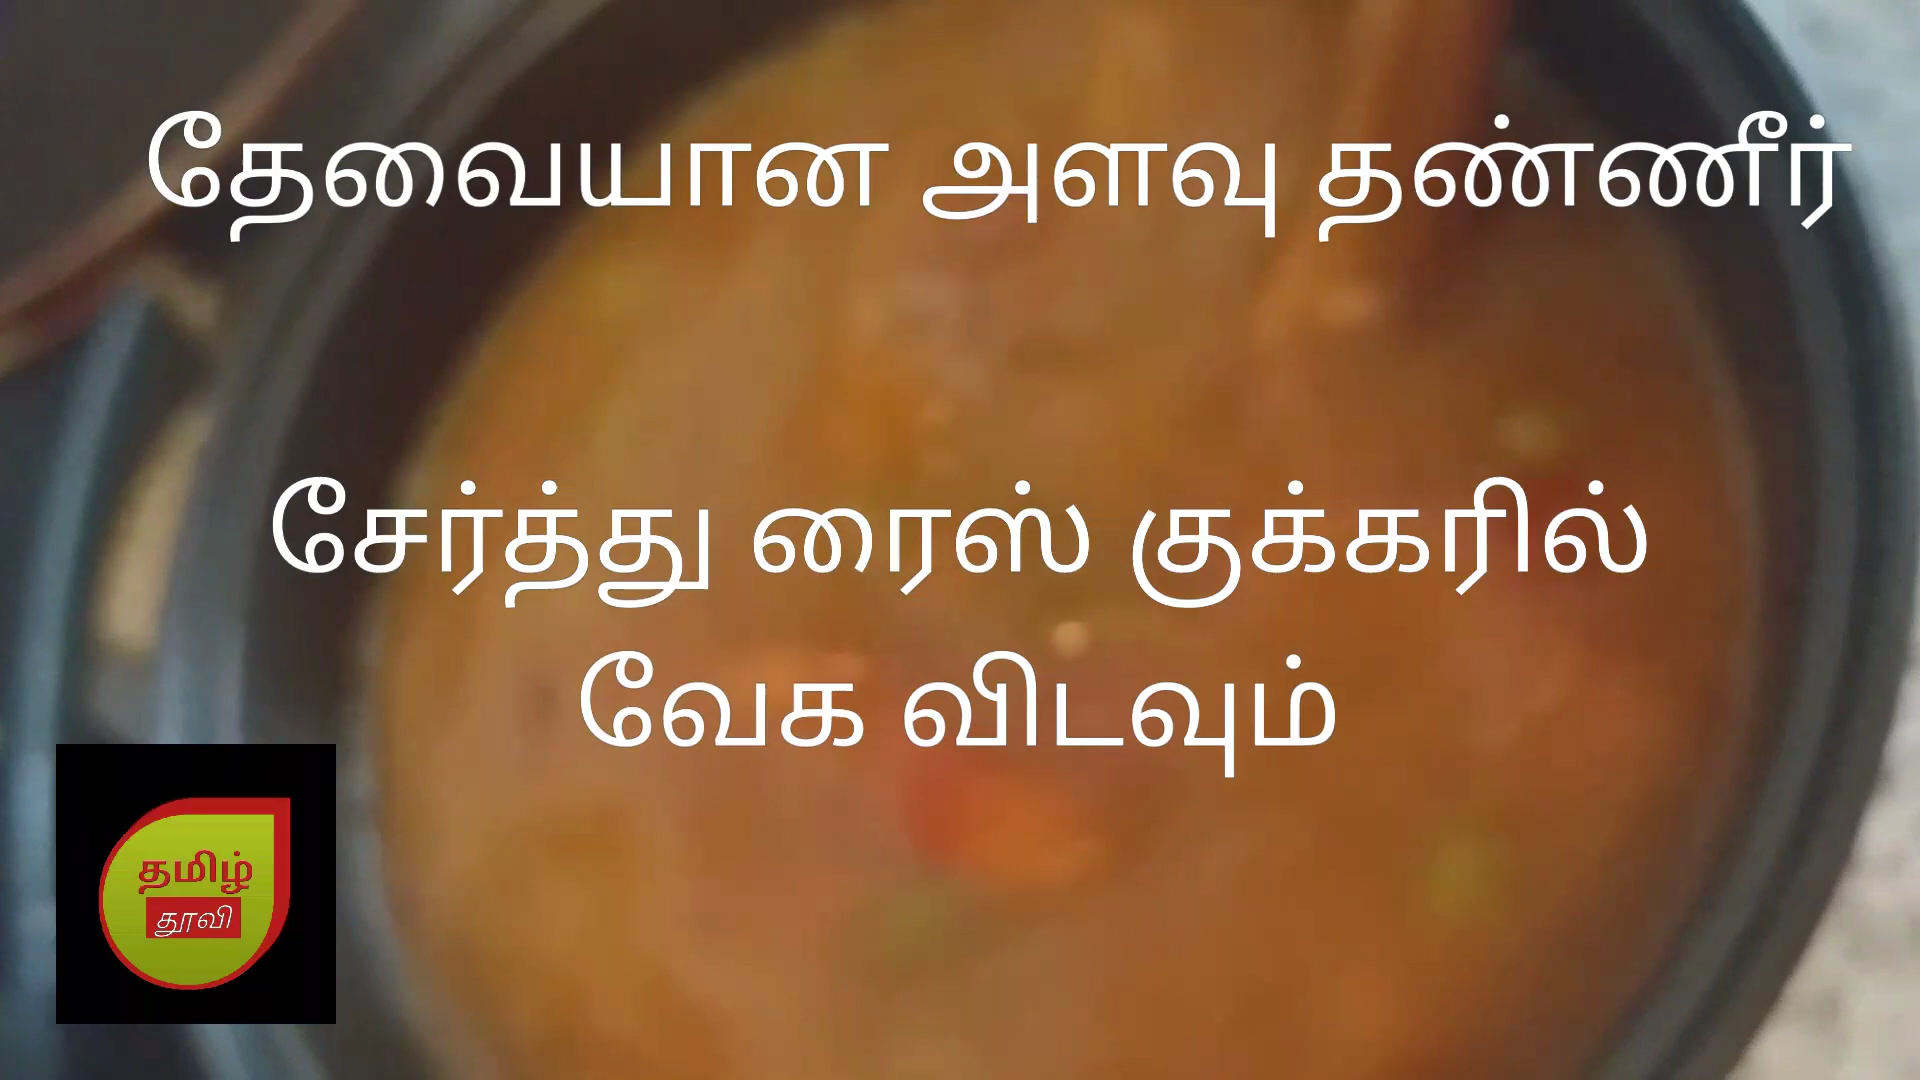 தேவையான அளவு தண்ணீர்
சேர்த்து ரைஸ் குக்கரில்
வேக விடவும்
தமிழ்
தூவி